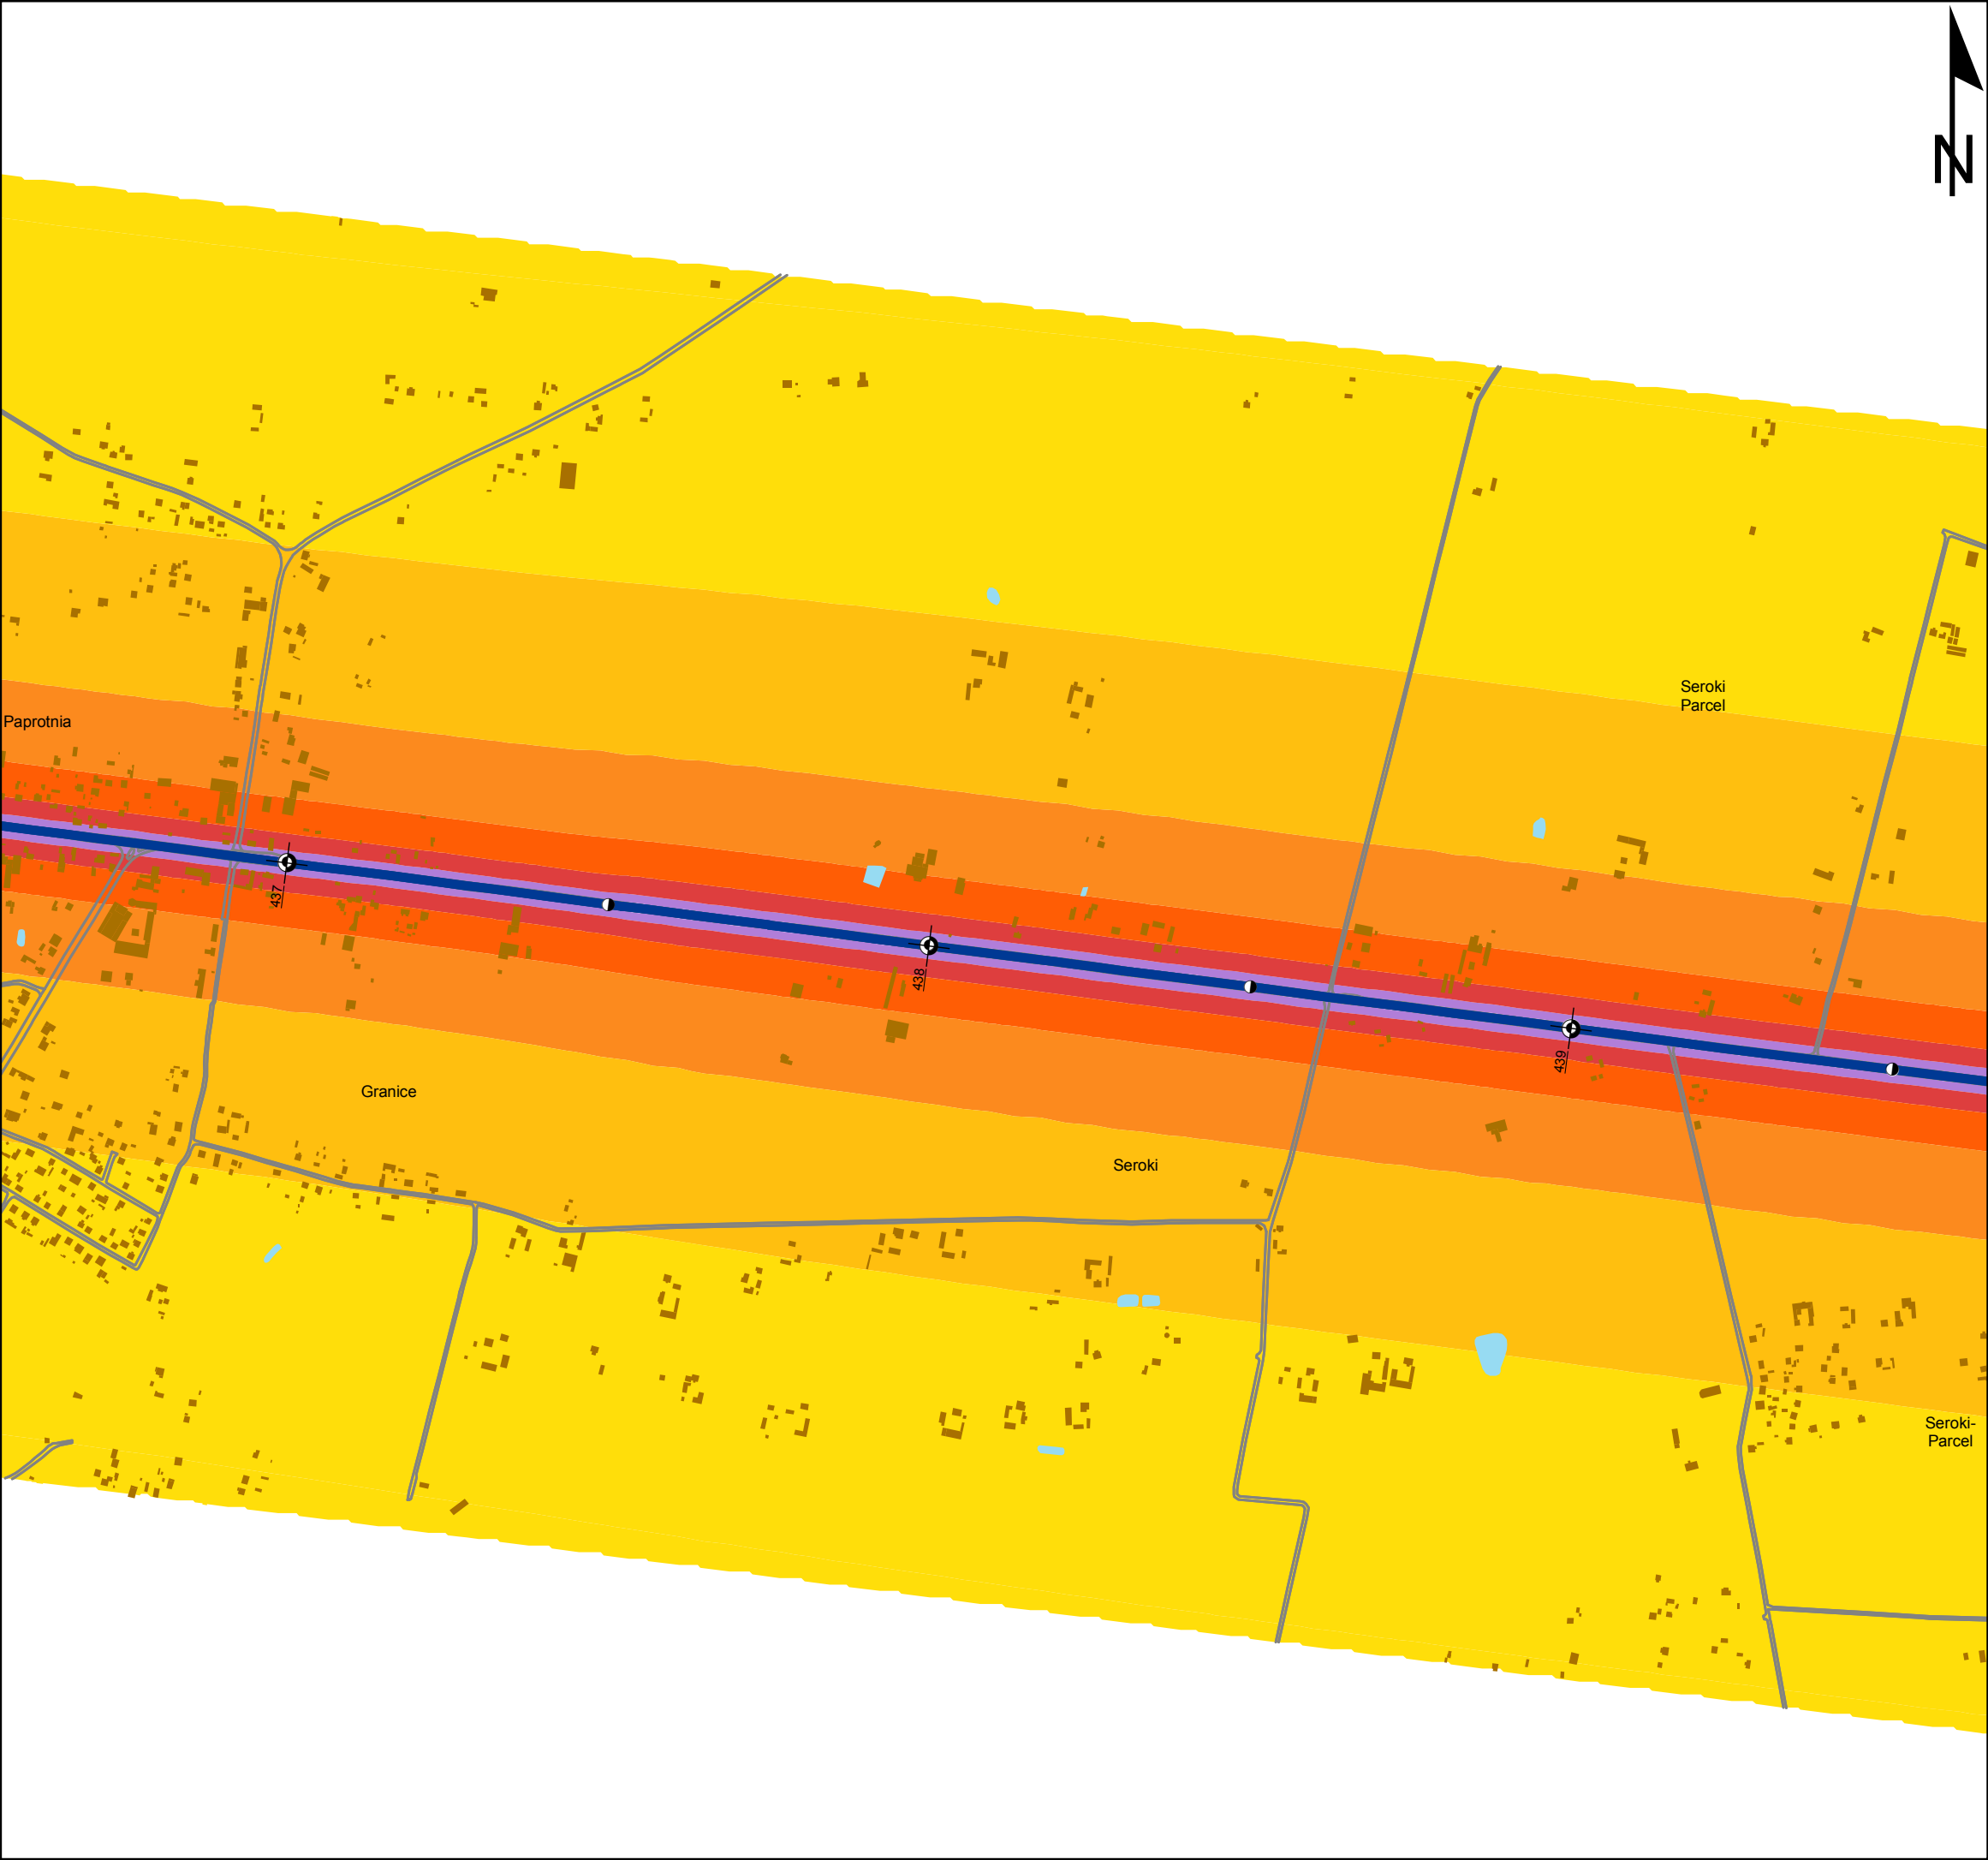 N
Seroki
Parcel
Paprotnia
437
438
439
Granice
Seroki
Seroki-
Parcel